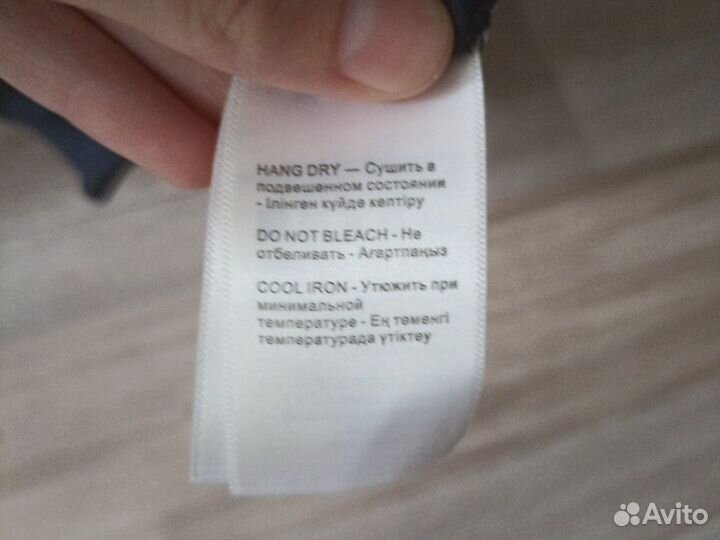 HANG DRY — Сушить в
подвешенном состоянии
- Ілінген күйде кептіру
DO NOT BLEACH - Не
отбеливать - Ағартпаңыз
COOL IRON - Утюжить при
минимальной
температуре - Ең төменгі
температурада үтіктеу
Avito